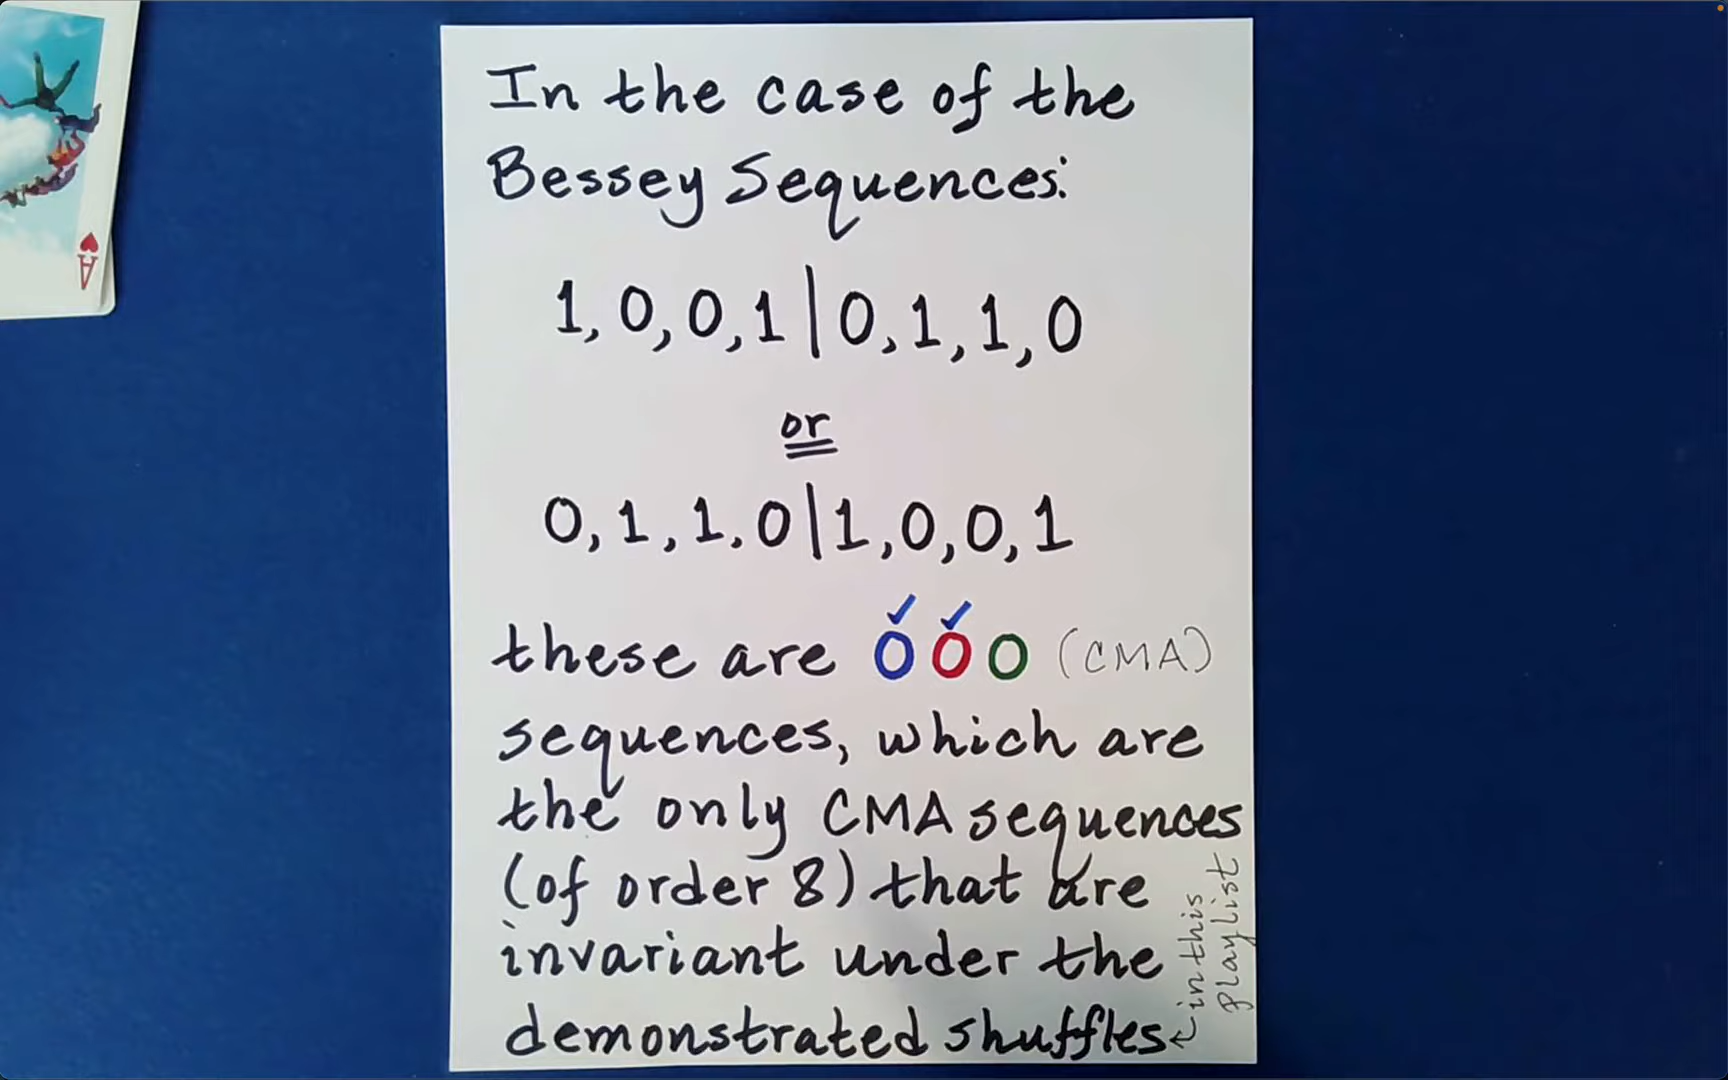 In the case of the
Bessey Sequences:
1, 0, 0, 1 | 0, 1, 1, 0
or
0, 1, 1, 0 | 1, 0, 0, 1
these are O O O (CMA)
sequences, which are
the only CMA sequences
(of order 8) that are
invariant under the
demonstrated shuffles
← in this
playlist
A